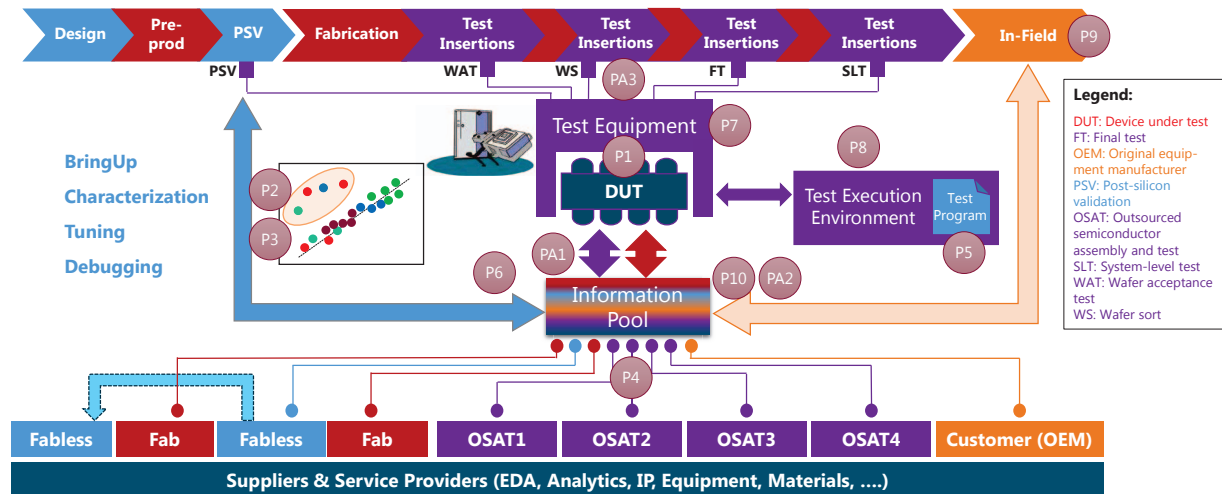 Design
Pre-
prod
PSV
Fabrication
Test
Insertions
Test
Insertions
Test
Insertions
Test
Insertions
In-Field
P9
PSV
WAT
WS
FT
SLT
PA3
Test Equipment
P7
P1
DUT
P8
Test Execution
Environment
Test
Program
P5
BringUp
Characterization
Tuning
Debugging
P2
P3
PA1
P6
P10
PA2
Information
Pool
P4
Legend:
DUT: Device under test
FT: Final test
OEM: Original equip-
ment manufacturer
PSV: Post-silicon
validation
OSAT: Outsourced
semiconductor
assembly and test
SLT: System-level test
WAT: Wafer acceptance
test
WS: Wafer sort
Fabless
Fab
Fabless
Fab
OSAT1
OSAT2
OSAT3
OSAT4
Customer (OEM)
Suppliers & Service Providers (EDA, Analytics, IP, Equipment, Materials, ....)